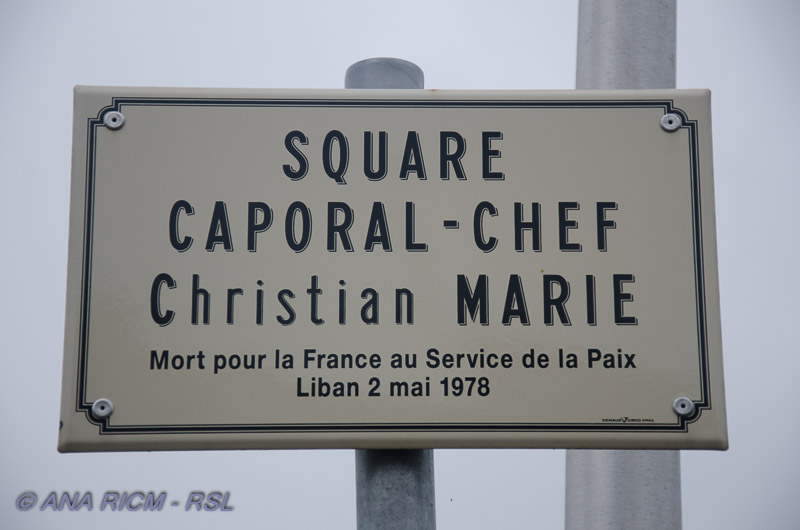 SQUARE
CAPORAL-CHEF
Christian MARIE
Mort pour la France au Service de la Paix
Liban 2 mai 1978
© ANA RICM - RSL